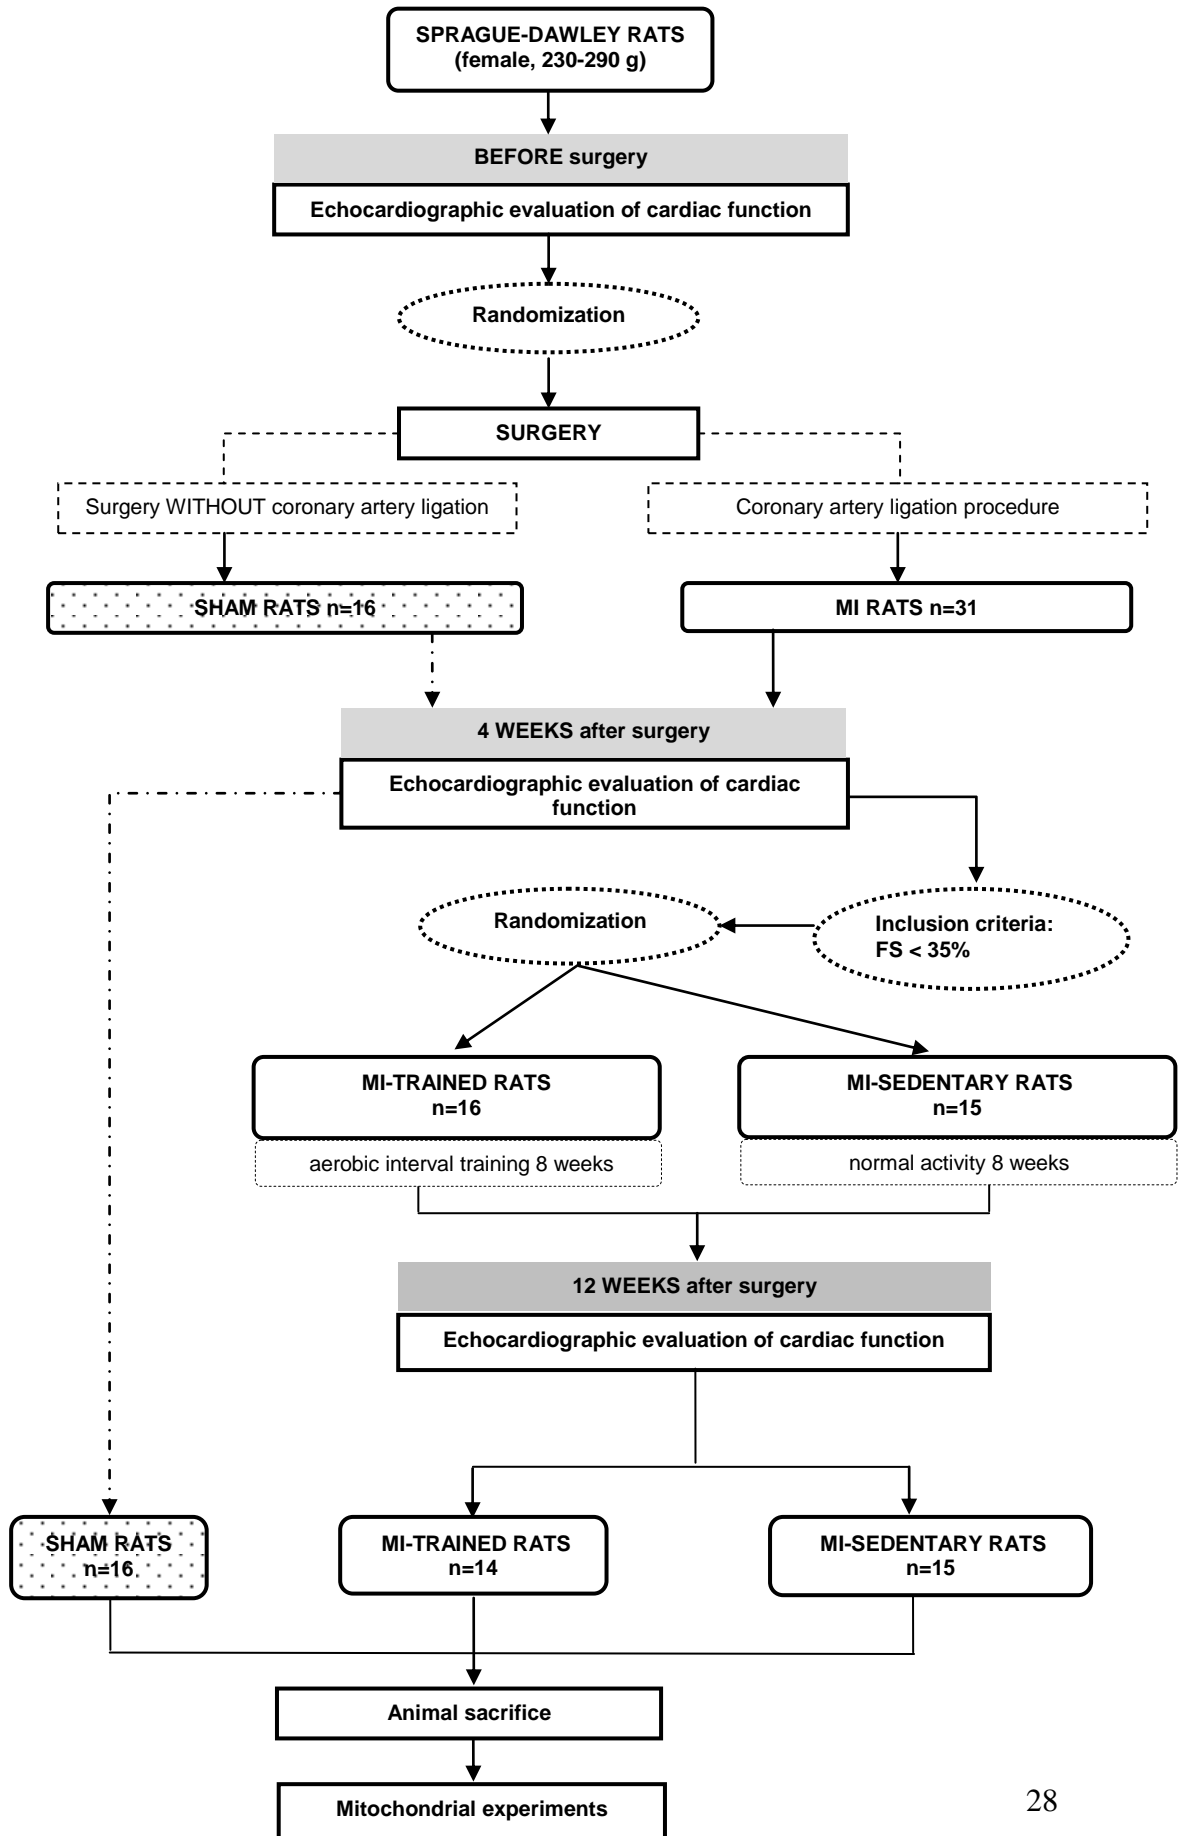 SPRAGUE-DAWLEY RATS
(female, 230-290 g)
BEFORE surgery
Echocardiographic evaluation of cardiac function
Randomization
SURGERY
Surgery WITHOUT coronary artery ligation
Coronary artery ligation procedure
SHAM RATS n=16
MI RATS n=31
4 WEEKS after surgery
Echocardiographic evaluation of cardiac
function
Randomization
Inclusion criteria:
FS < 35%
MI-TRAINED RATS
n=16
MI-SEDENTARY RATS
n=15
aerobic interval training 8 weeks
normal activity 8 weeks
12 WEEKS after surgery
Echocardiographic evaluation of cardiac function
SHAM RATS
n=16
MI-TRAINED RATS
n=14
MI-SEDENTARY RATS
n=15
Animal sacrifice
Mitochondrial experiments
28